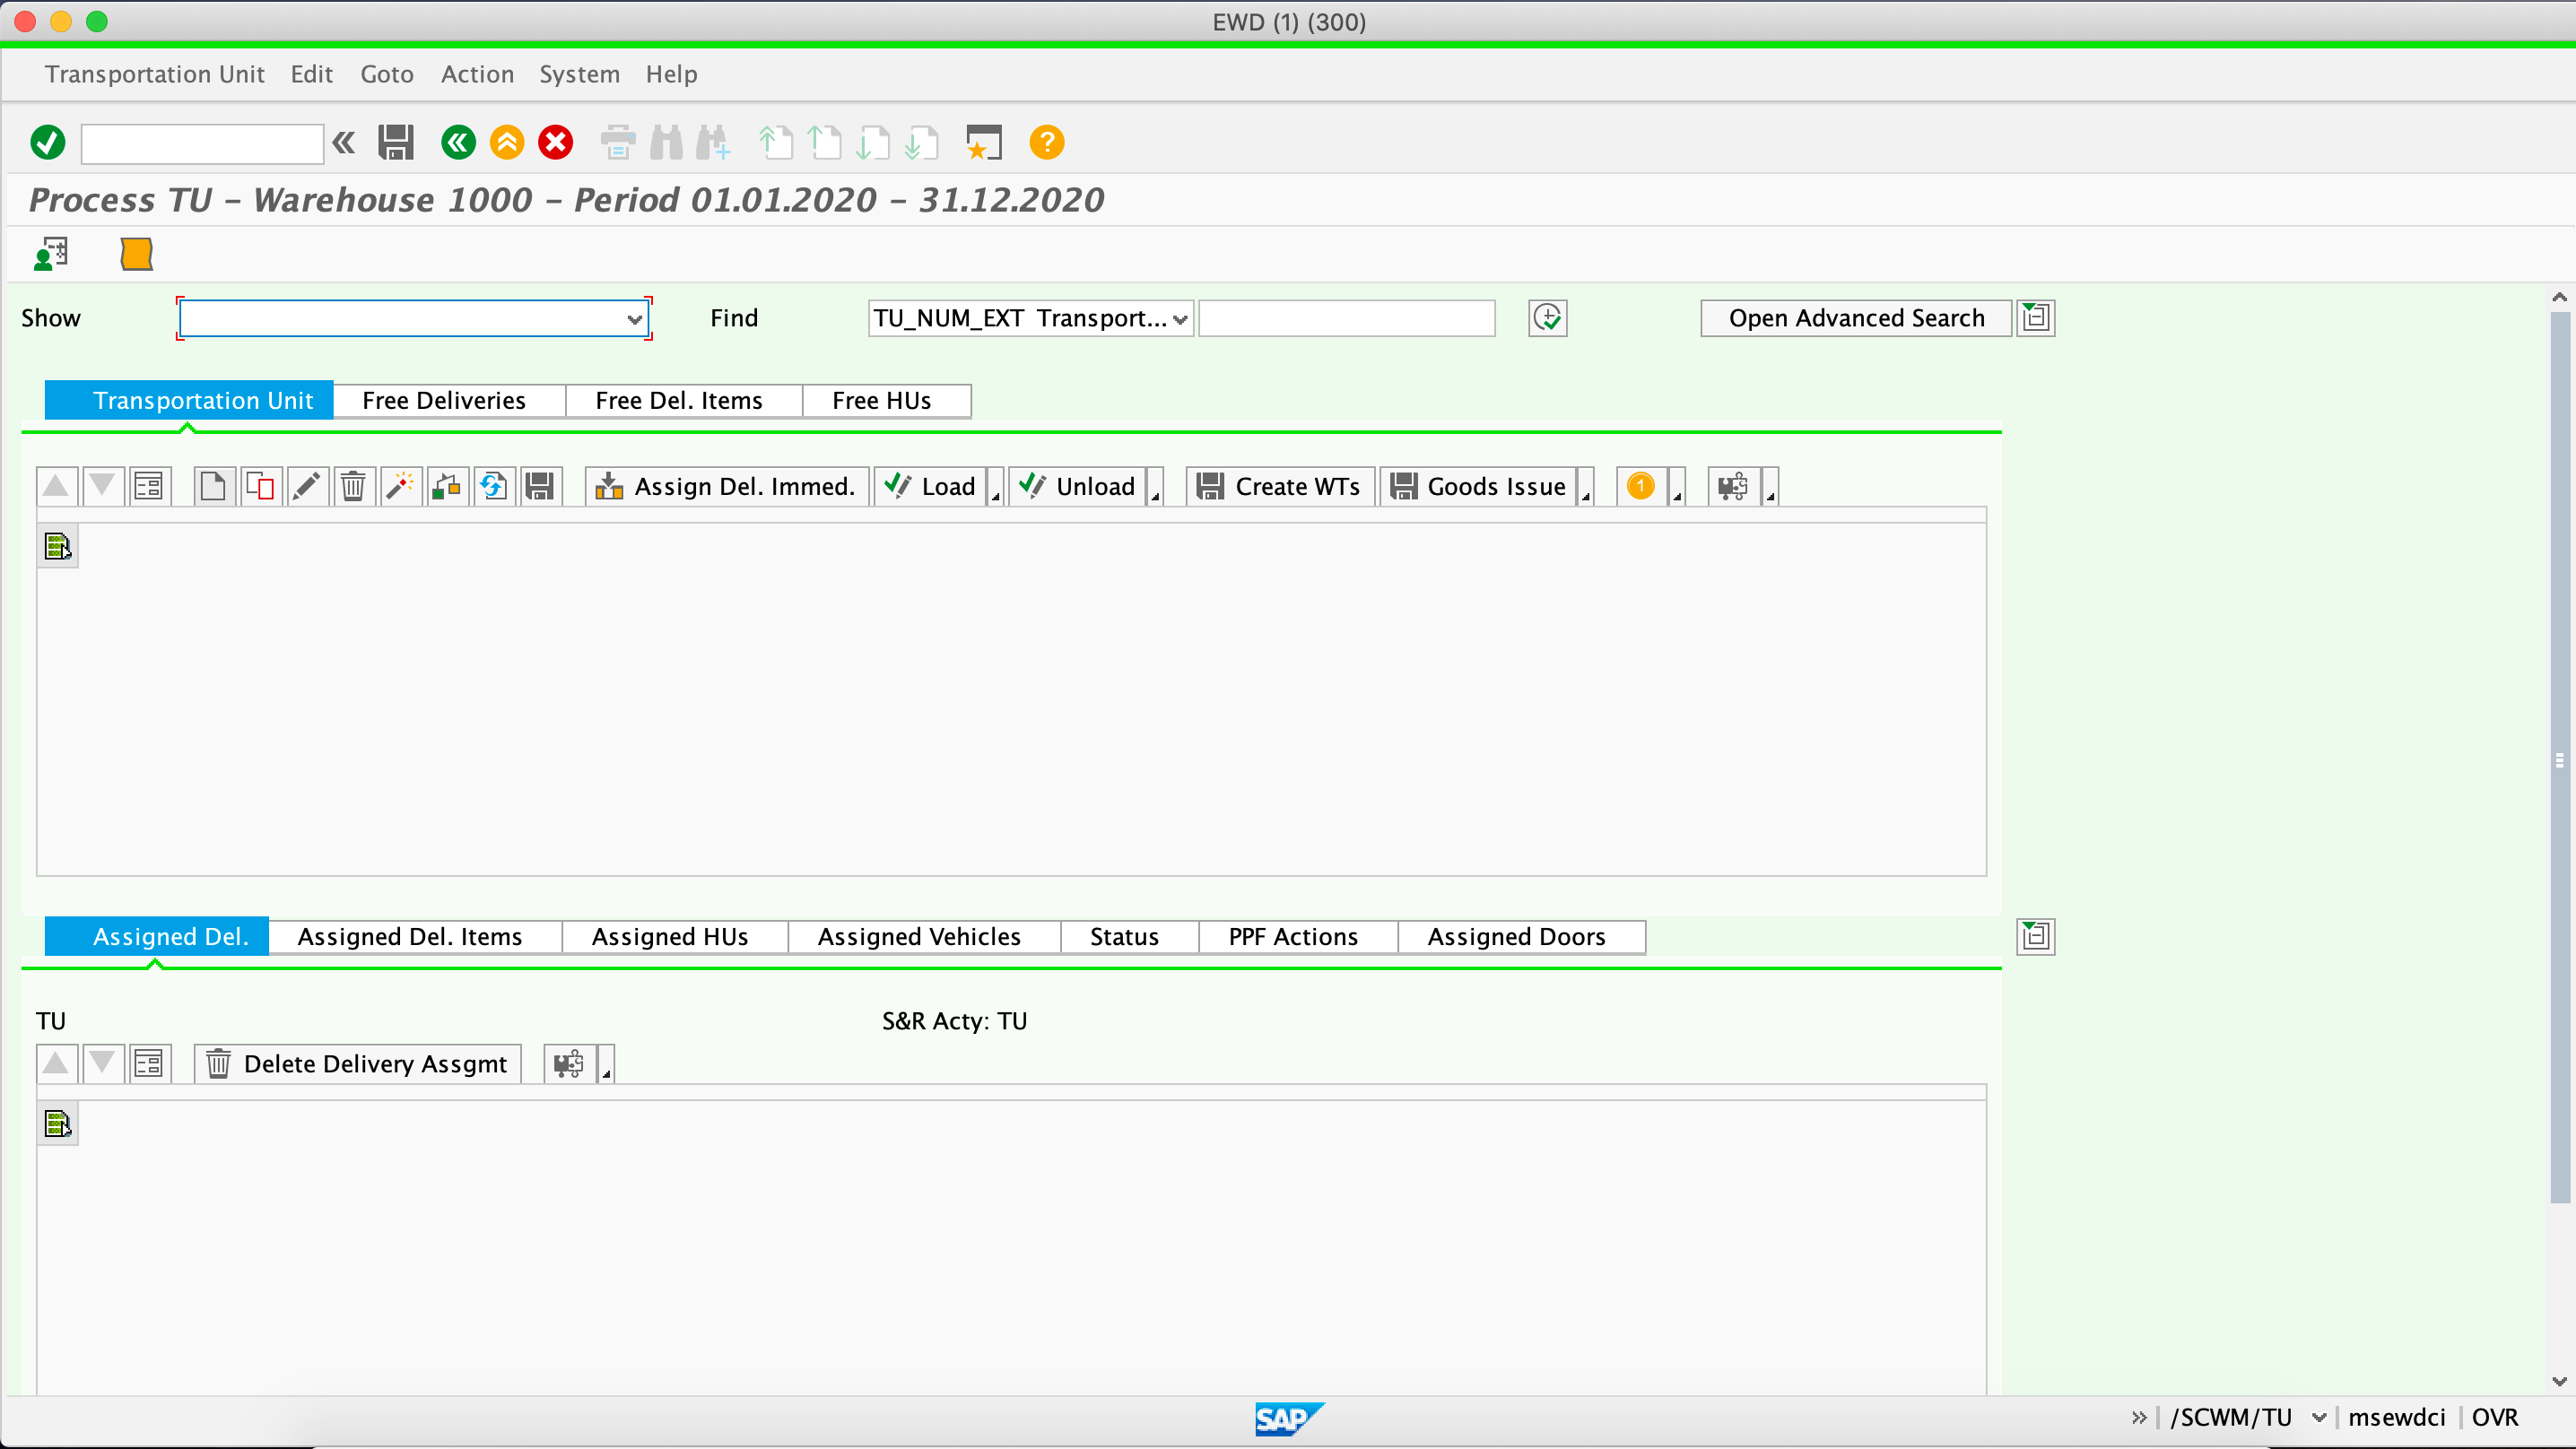 EWD (1) (300)
Transportation Unit Edit Goto Action System Help
Process TU – Warehouse 1000 – Period 01.01.2020 – 31.12.2020
Show Find TU_NUM_EXT Transport... Open Advanced Search
Transportation Unit Free Deliveries Free Del. Items Free HUs
Assign Del. Immed. Load Unload Create WTs Goods Issue 1
Assigned Del. Assigned Del. Items Assigned HUs Assigned Vehicles Status PPF Actions Assigned Doors
TU S&R Acty: TU
Delete Delivery Assgmt
SAP /SCWM/TU msewdci OVR